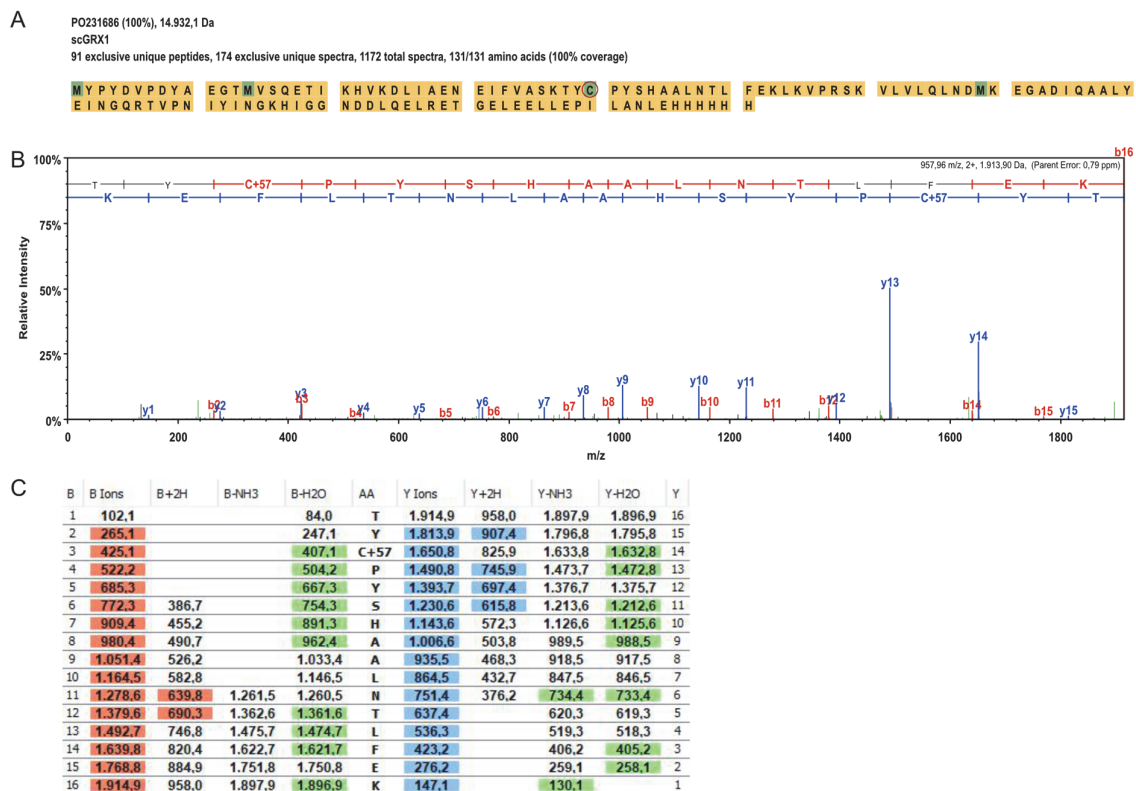 A
PO231686 (100%), 14.932,1 Da
scGRX1
91 exclusive unique peptides, 174 exclusive unique spectra, 1172 total spectra, 131/131 amino acids (100% coverage)
M Y P Y D V P D Y A E G T M V S Q E T I K H V K D L I A E N E I F V A S K T Y C P Y S H A A L N T L F E K L K V P R S K V L V L Q L N D M K E G A D I Q A A L Y
E I N G Q R T V P N I Y I N G K H I G G N D D L Q E L R E T G E L E E L L E P I L A N L E H H H H H H
B
b16
957,96 m/z, 2+, 1.913,90 Da, (Parent Error: 0,79 ppm)
T Y C+57 P Y S H A A L N T L F E K
K E F L T N L A A H S Y P C+57 Y T
100%
75%
50%
25%
0%
Relative Intensity
y13
y14
y1 b2 y2 y3 b3 b4 y4 y5 b5 y6 b6 y7 b7 y8 b8 y9 b9 y10 b10 y11 b11 b12 y12 b14 b15 y15
0 200 400 600 800 1000 1200 1400 1600 1800
m/z
C
B B Ions B+2H B-NH3 B-H2O AA Y Ions Y+2H Y-NH3 Y-H2O Y
1 102,1 84,0 T 1.914,9 958,0 1.897,9 1.896,9 16
2 265,1 247,1 Y 1.813,9 907,4 1.796,8 1.795,8 15
3 425,1 407,1 C+57 1.650,8 825,9 1.633,8 1.632,8 14
4 522,2 504,2 P 1.490,8 745,9 1.473,7 1.472,8 13
5 685,3 667,3 Y 1.393,7 697,4 1.376,7 1.375,7 12
6 772,3 386,7 754,3 S 1.230,6 615,8 1.213,6 1.212,6 11
7 909,4 455,2 891,3 H 1.143,6 572,3 1.126,6 1.125,6 10
8 980,4 490,7 962,4 A 1.006,6 503,8 989,5 988,5 9
9 1.051,4 526,2 1.033,4 A 935,5 468,3 918,5 917,5 8
10 1.164,5 582,8 1.146,5 L 864,5 432,7 847,5 846,5 7
11 1.278,6 639,8 1.261,5 1.260,5 N 751,4 376,2 734,4 733,4 6
12 1.379,6 690,3 1.362,6 1.361,6 T 637,4 620,3 619,3 5
13 1.492,7 746,8 1.475,7 1.474,7 L 536,3 519,3 518,3 4
14 1.639,8 820,4 1.622,7 1.621,7 F 423,2 406,2 405,2 3
15 1.768,8 884,9 1.751,8 1.750,8 E 276,2 259,1 258,1 2
16 1.914,9 958,0 1.897,9 1.896,9 K 147,1 130,1 1